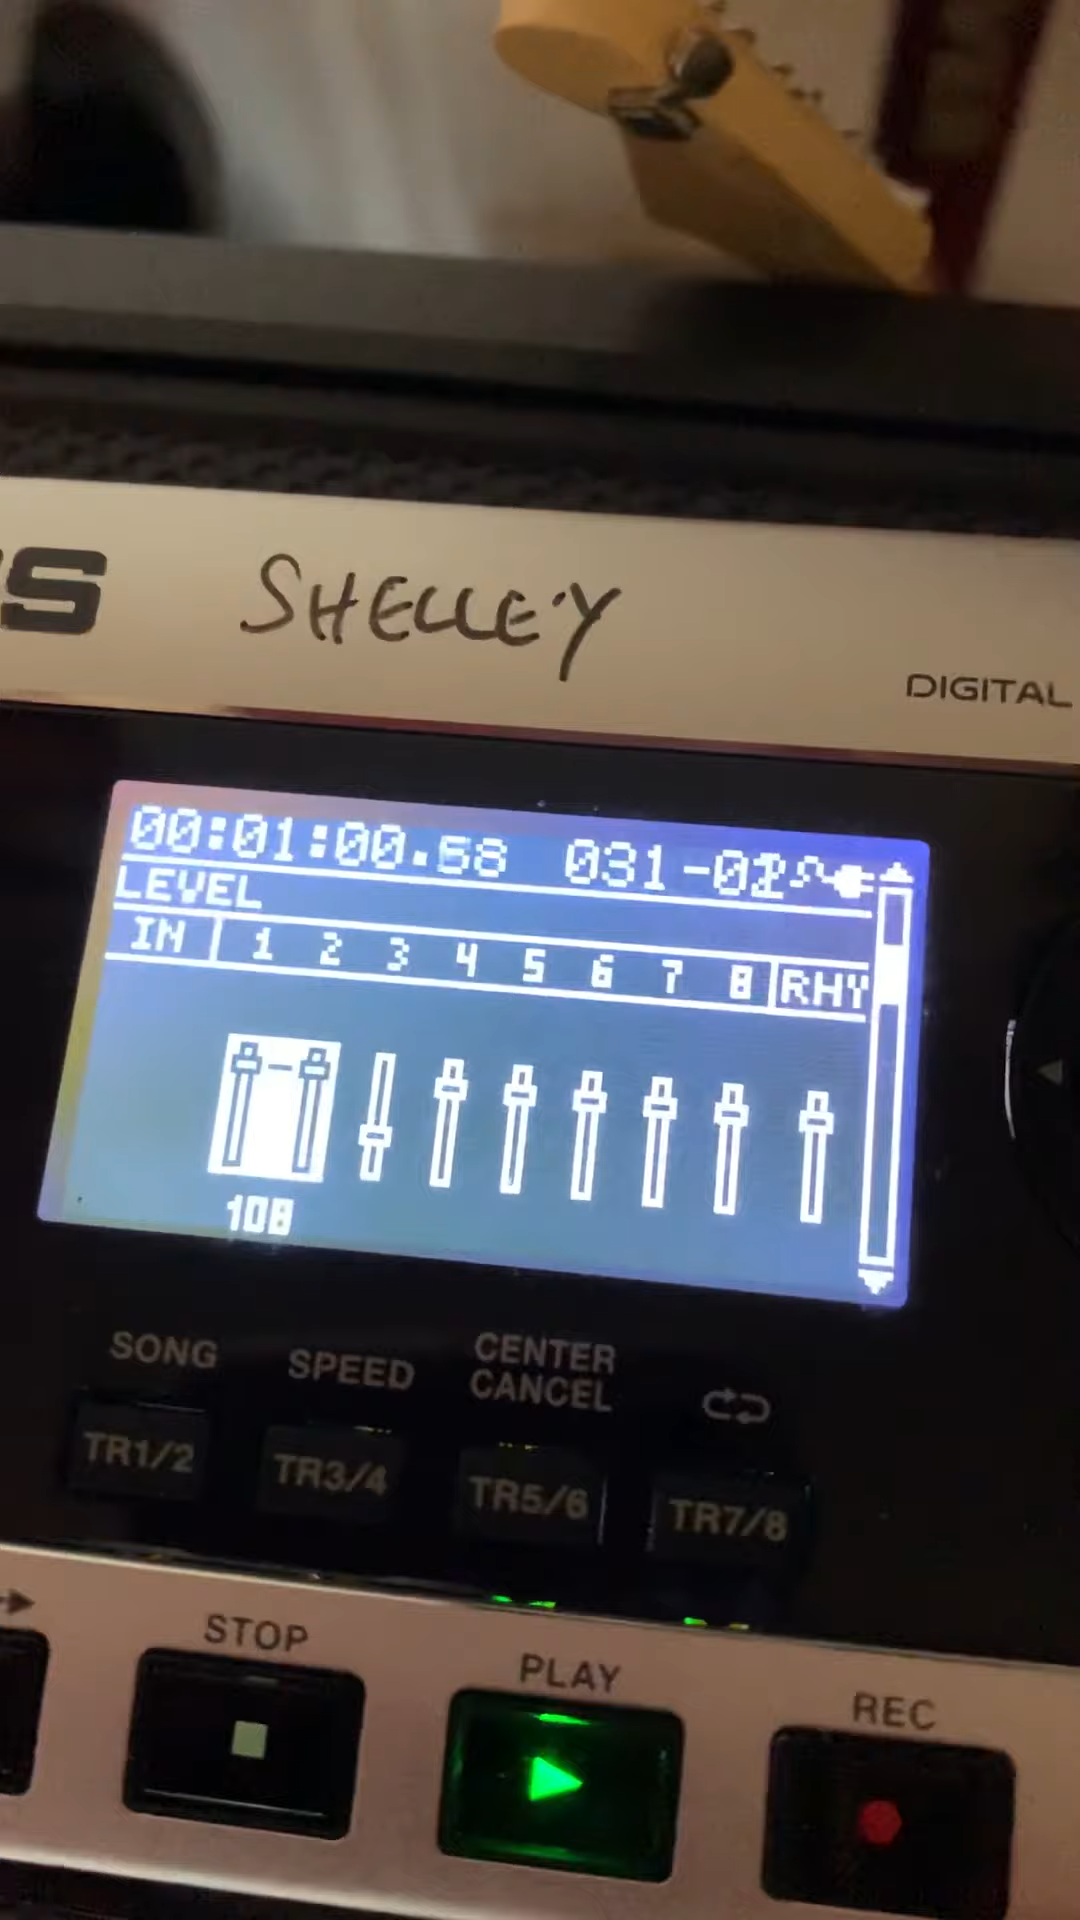 SHELLEY
DIGITAL
00:01:00.58 031-02
LEVEL
IN 1 2 3 4 5 6 7 8 RHY
108
SONG SPEED CENTER CANCEL
TR1/2 TR3/4 TR5/6 TR7/8
STOP PLAY REC